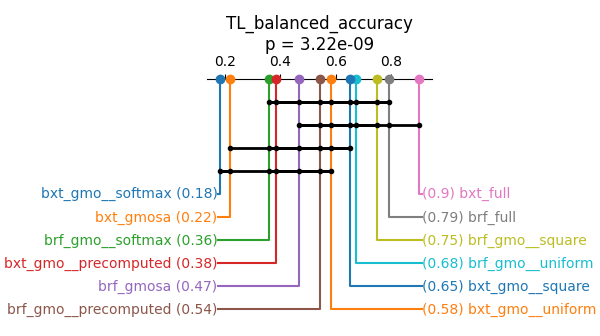 TL_balanced_accuracy
p = 3.22e-09
0.2 0.4 0.6 0.8
bxt_gmo__softmax (0.18)
(0.9) bxt_full
bxt_gmosa (0.22)
(0.79) brf_full
brf_gmo__softmax (0.36)
(0.75) brf_gmo__square
bxt_gmo__precomputed (0.38)
(0.68) brf_gmo__uniform
brf_gmosa (0.47)
(0.65) bxt_gmo__square
brf_gmo__precomputed (0.54)
(0.58) bxt_gmo__uniform